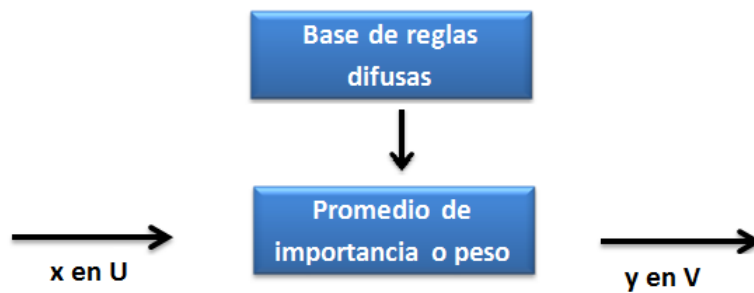 Base de reglas
difusas
Promedio de
importancia o peso
x en U
y en V